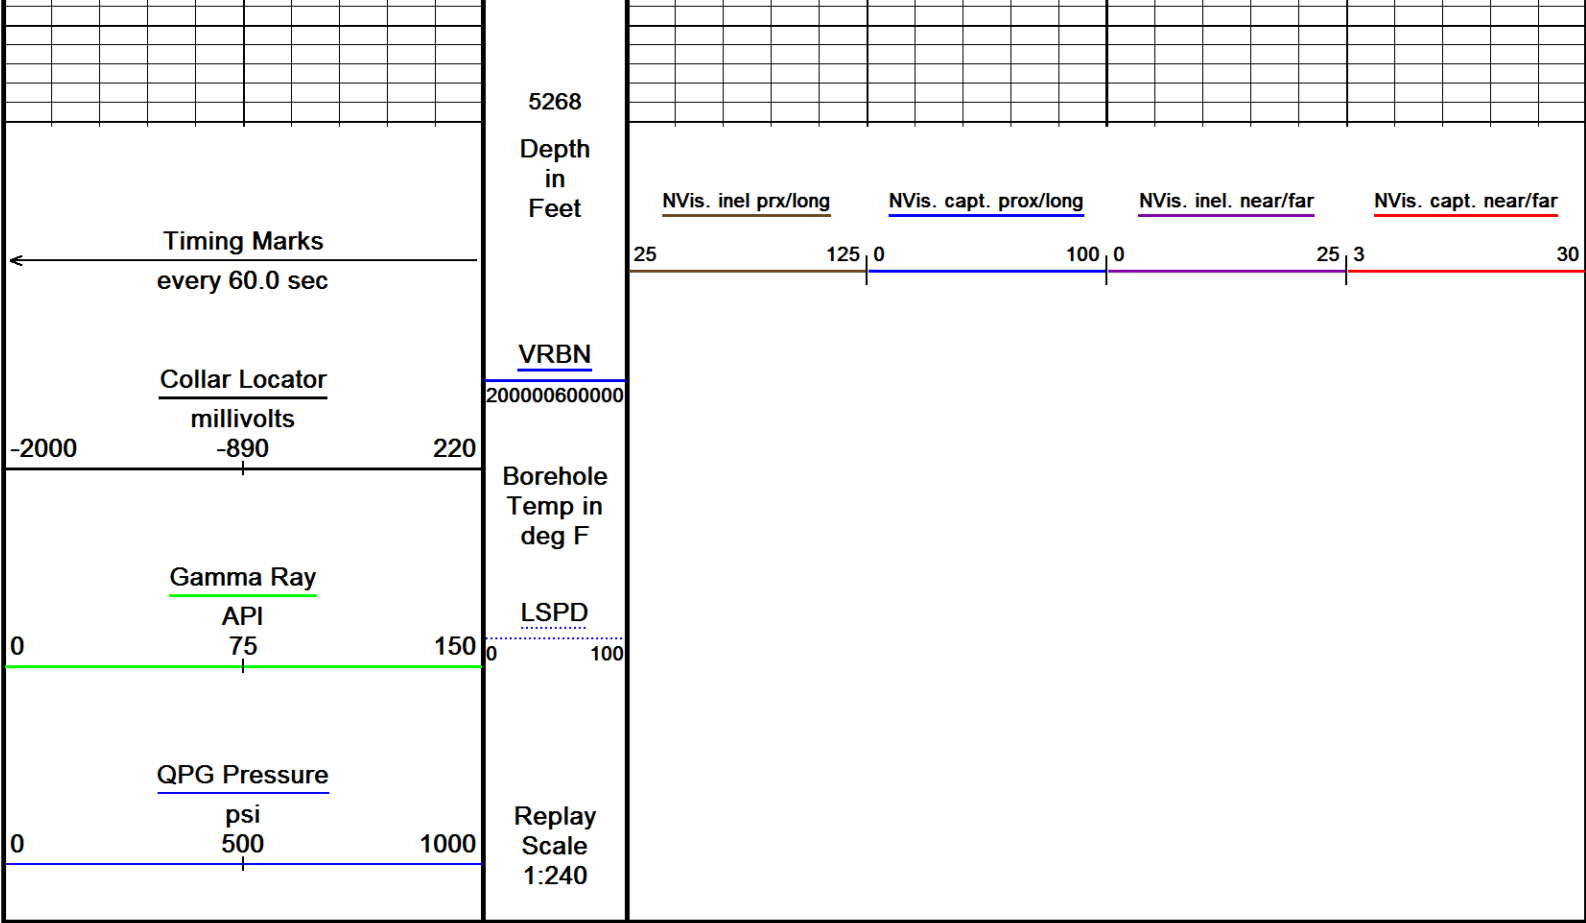 5268
Depth
in
Feet
Timing Marks
every 60.0 sec
Collar Locator
millivolts
-2000 -890 220
Gamma Ray
API
0 75 150
QPG Pressure
psi
0 500 1000
VRBN
200000600000
Borehole
Temp in
deg F
LSPD
0 100
Replay
Scale
1:240
NVis. inel prx/long NVis. capt. prox/long NVis. inel. near/far NVis. capt. near/far
25 125 0 100 0 25 3 30